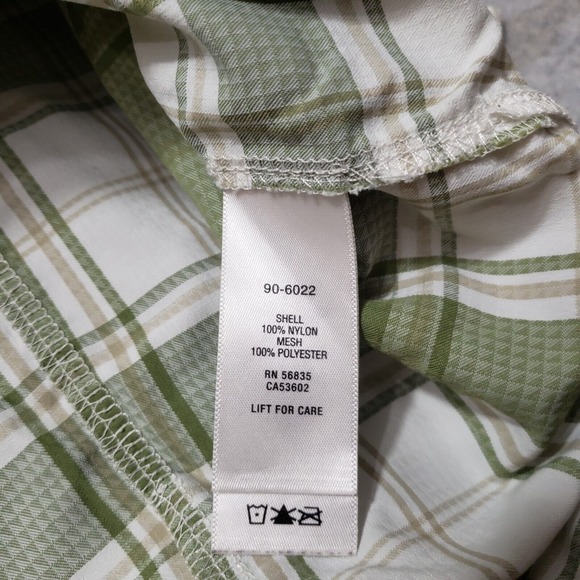 90-6022
SHELL
100% NYLON
MESH
100% POLYESTER
RN 56835
CA53602
LIFT FOR CARE